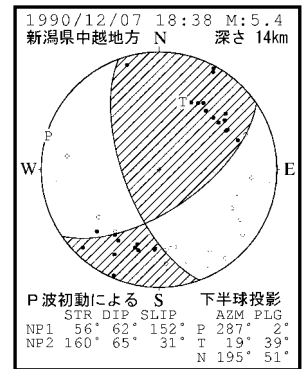 1990/12/07 18:38 M:5.4
新潟県中越地方 N 深さ 14km
T
P
W E
P波初動による S 下半球投影
STR DIP SLIP AZM PLG
NP1 56° 62° 152° P 287° 2°
NP2 160° 65° 31° T 19° 39°
N 195° 51°